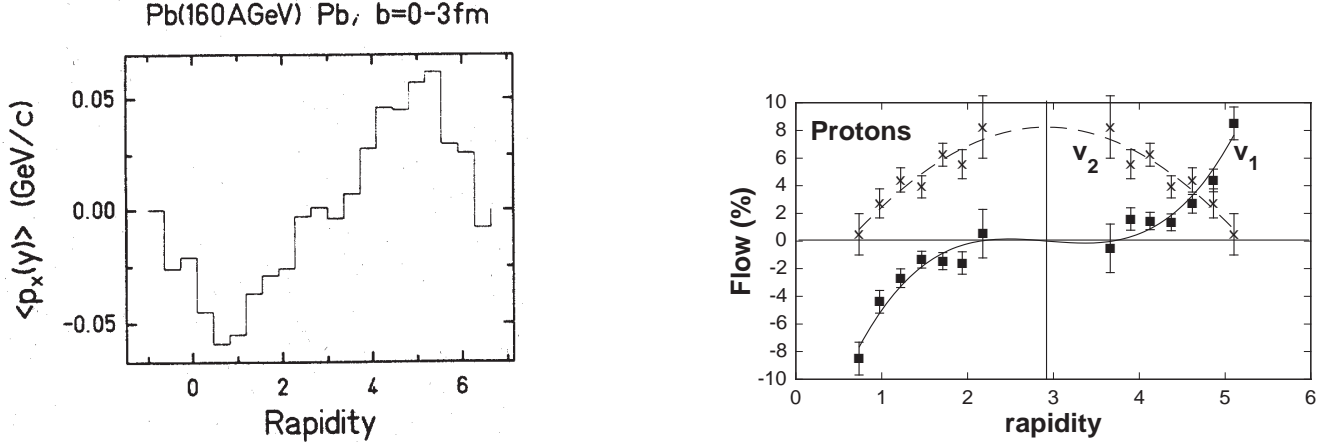 Pb(160AGeV) Pb, b=0-3fm
<p_x(y)> (GeV/c)
0.05
0.00
-0.05
0 2 4 6
Rapidity
Flow (%)
10
8
6
4
2
0
-2
-4
-6
-8
-10
Protons
v_2
v_1
0 1 2 3 4 5 6
rapidity